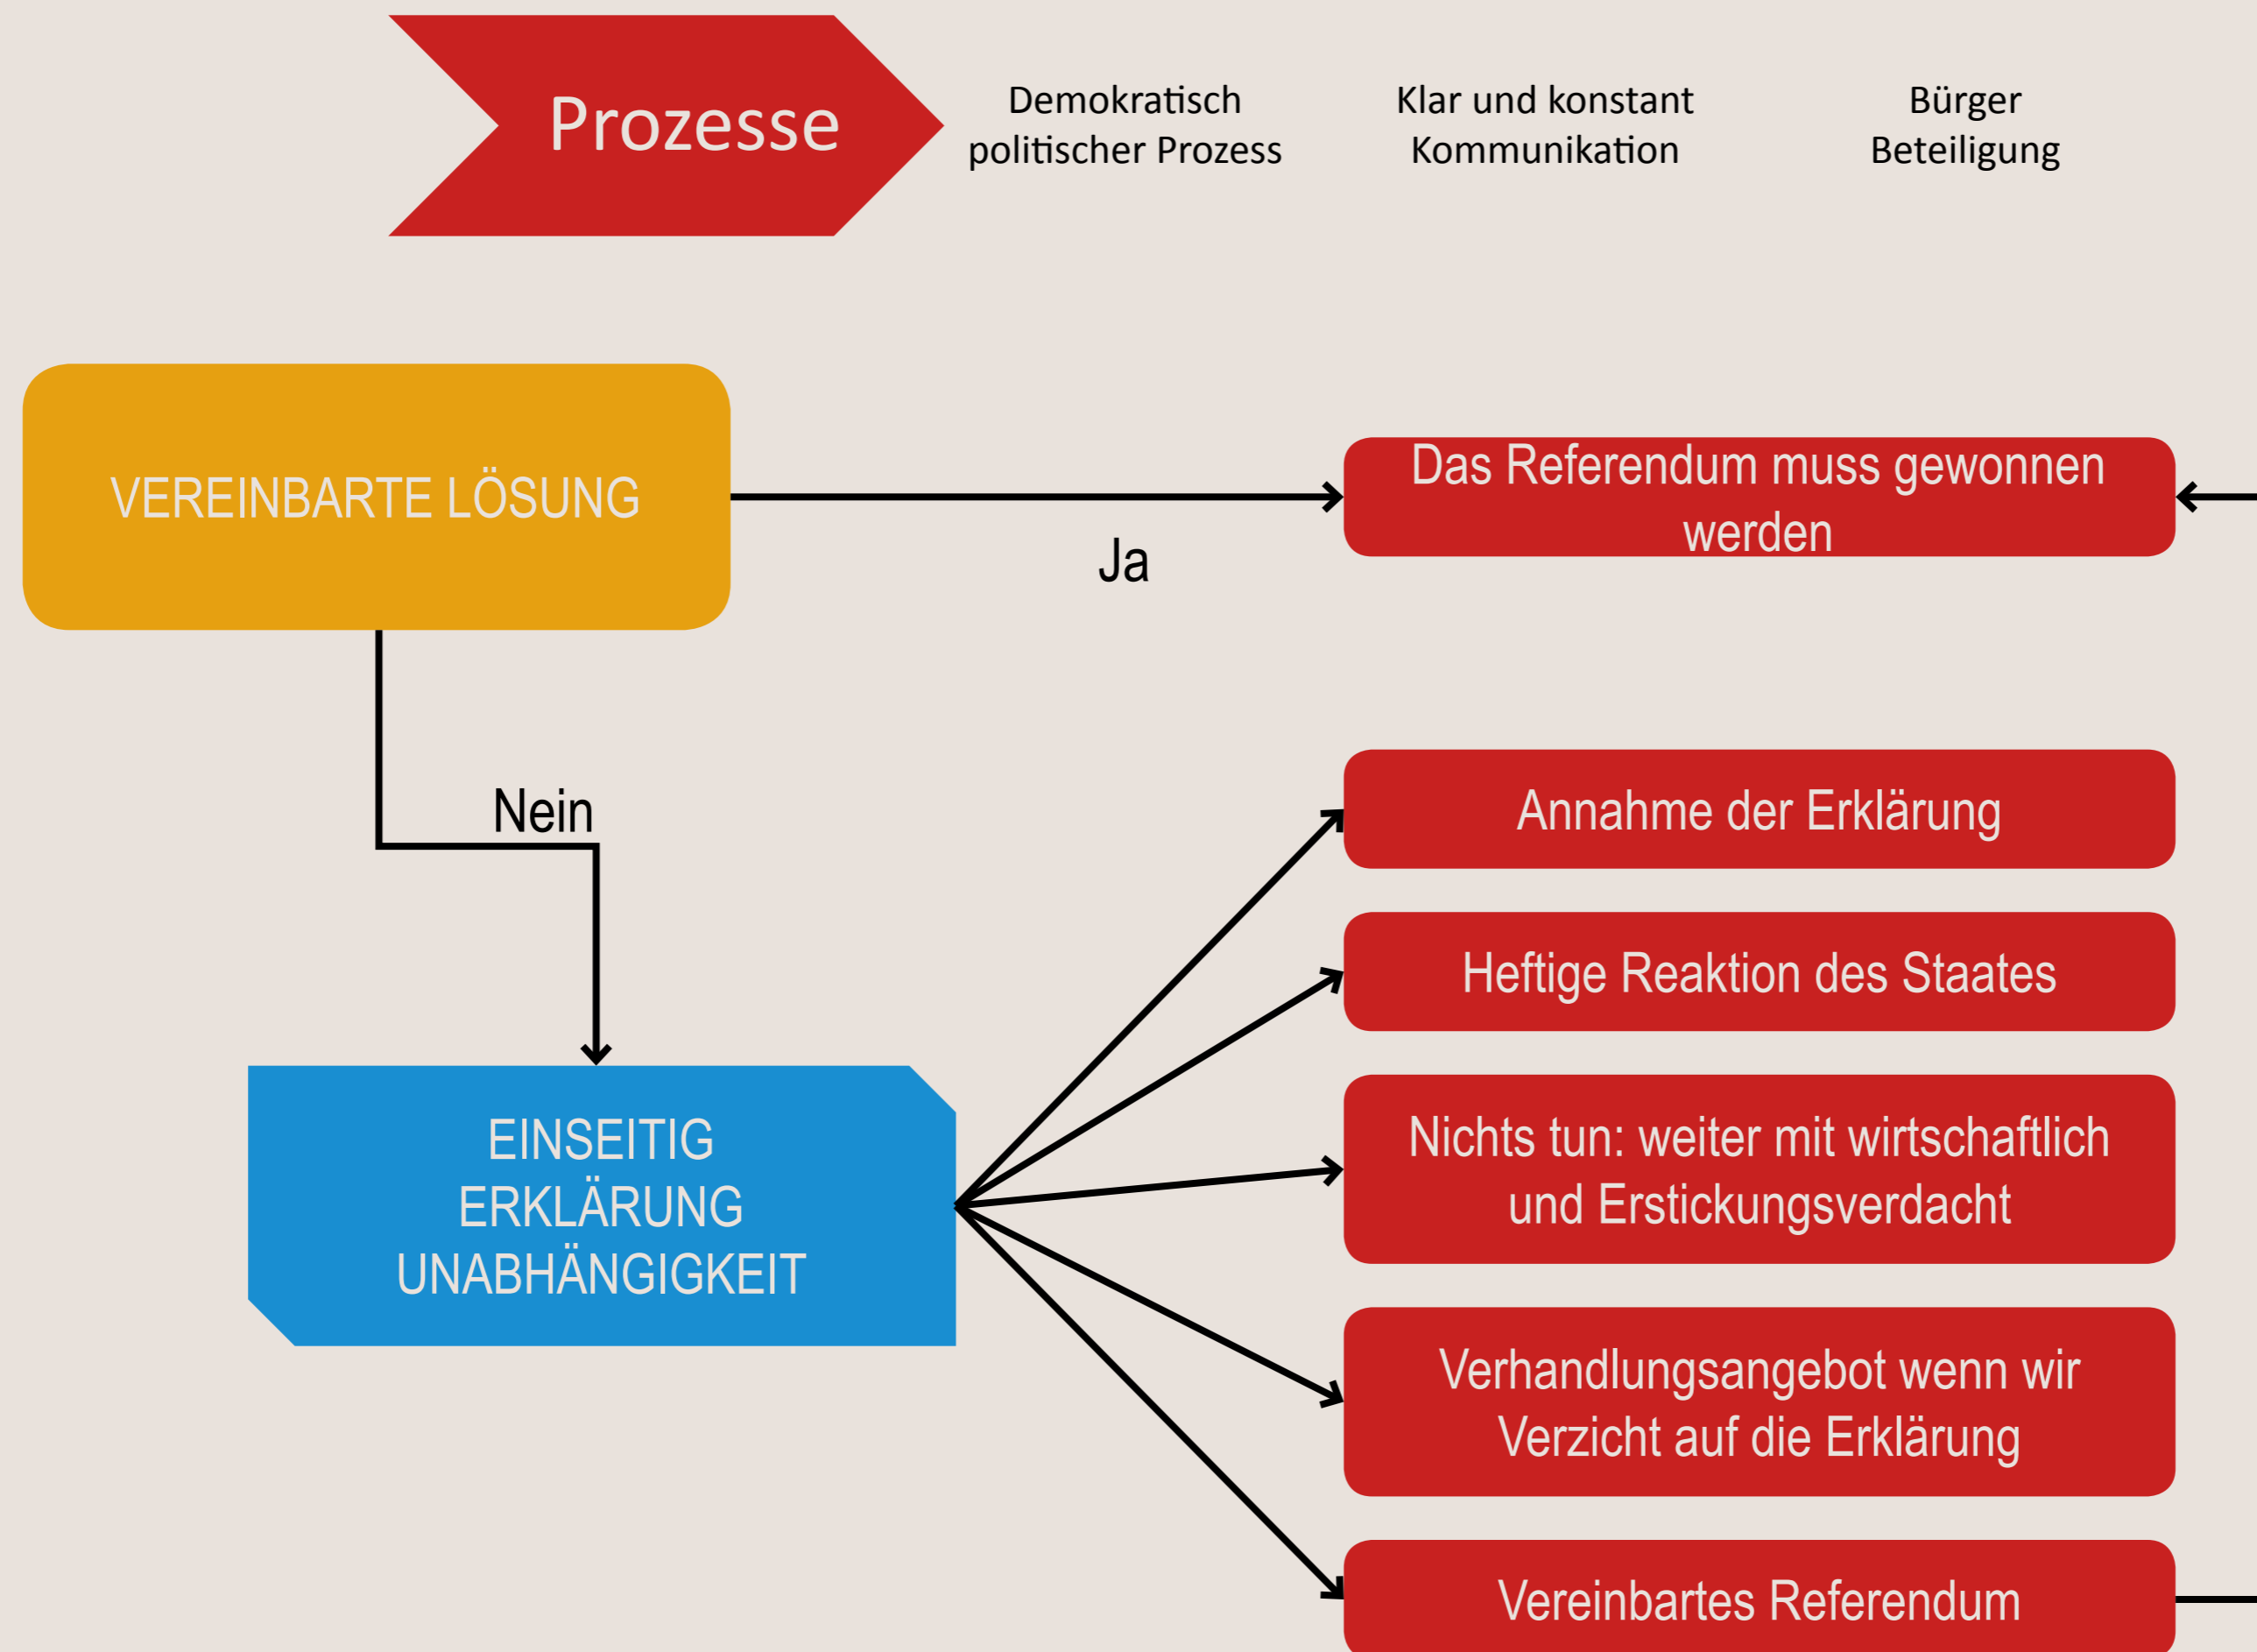 Prozesse
Demokratisch
politischer Prozess
Klar und konstant
Kommunikation
Bürger
Beteiligung
VEREINBARTE LÖSUNG
Das Referendum muss gewonnen
werden
Ja
Nein
Annahme der Erklärung
Heftige Reaktion des Staates
EINSEITIG
ERKLÄRUNG
UNABHÄNGIGKEIT
Nichts tun: weiter mit wirtschaftlich
und Erstickungsverdacht
Verhandlungsangebot wenn wir
Verzicht auf die Erklärung
Vereinbartes Referendum